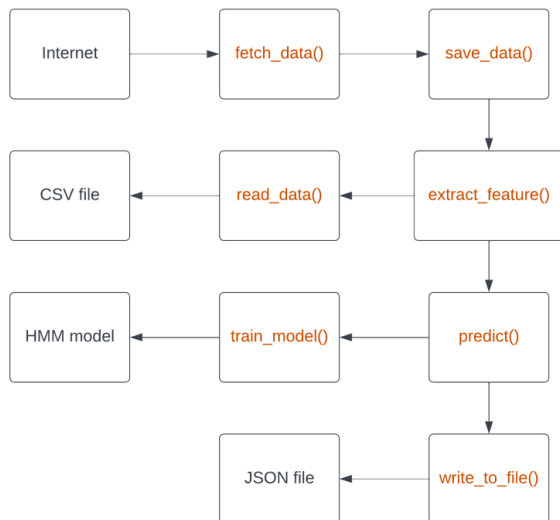 Internet
fetch_data()
save_data()
CSV file
read_data()
extract_feature()
HMM model
train_model()
predict()
JSON file
write_to_file()